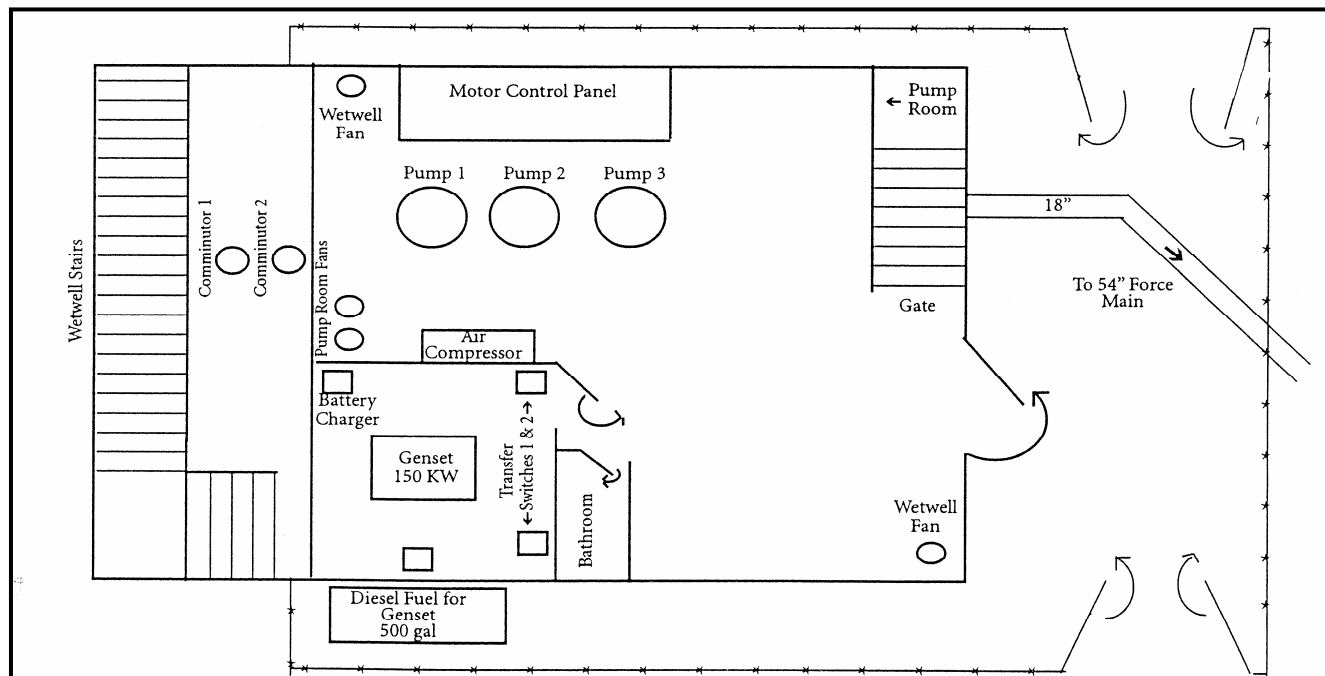 Motor Control Panel
Wetwell
Fan
Pump
Room
Pump 1
Pump 2
Pump 3
18”
Wetwell Stairs
Comminutor 1
Comminutor 2
Pump Room Fans
To 54” Force
Main
Gate
Air
Compressor
Battery
Charger
Genset
150 KW
Transfer
Switches 1 & 2
Bathroom
Wetwell
Fan
Diesel Fuel for
Genset
500 gal